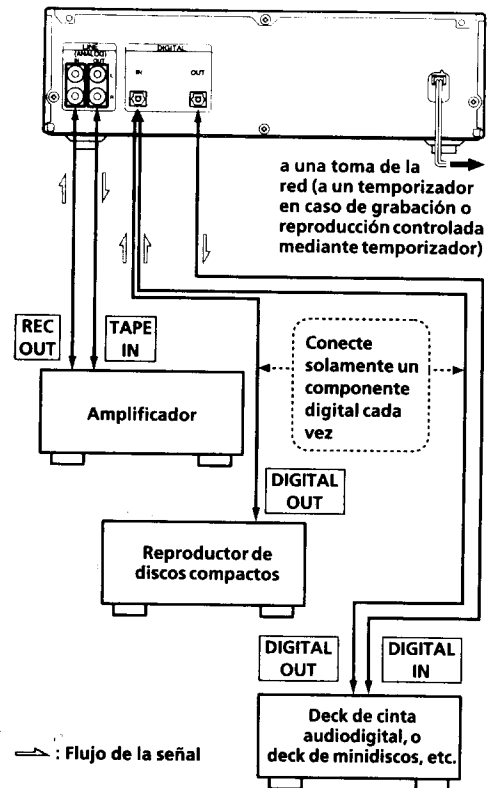 LINE
(ANALOG)
IN OUT
L
R
DIGITAL
IN
OUT
a una toma de la
red (a un temporizador
en caso de grabación o
reproducción controlada
mediante temporizador)
REC
OUT
TAPE
IN
Conecte
solamente un
componente
digital cada
vez
Amplificador
DIGITAL
OUT
Reproductor de
discos compactos
DIGITAL
OUT
DIGITAL
IN
Deck de cinta
audiodigital, o
deck de minidiscos, etc.
: Flujo de la señal